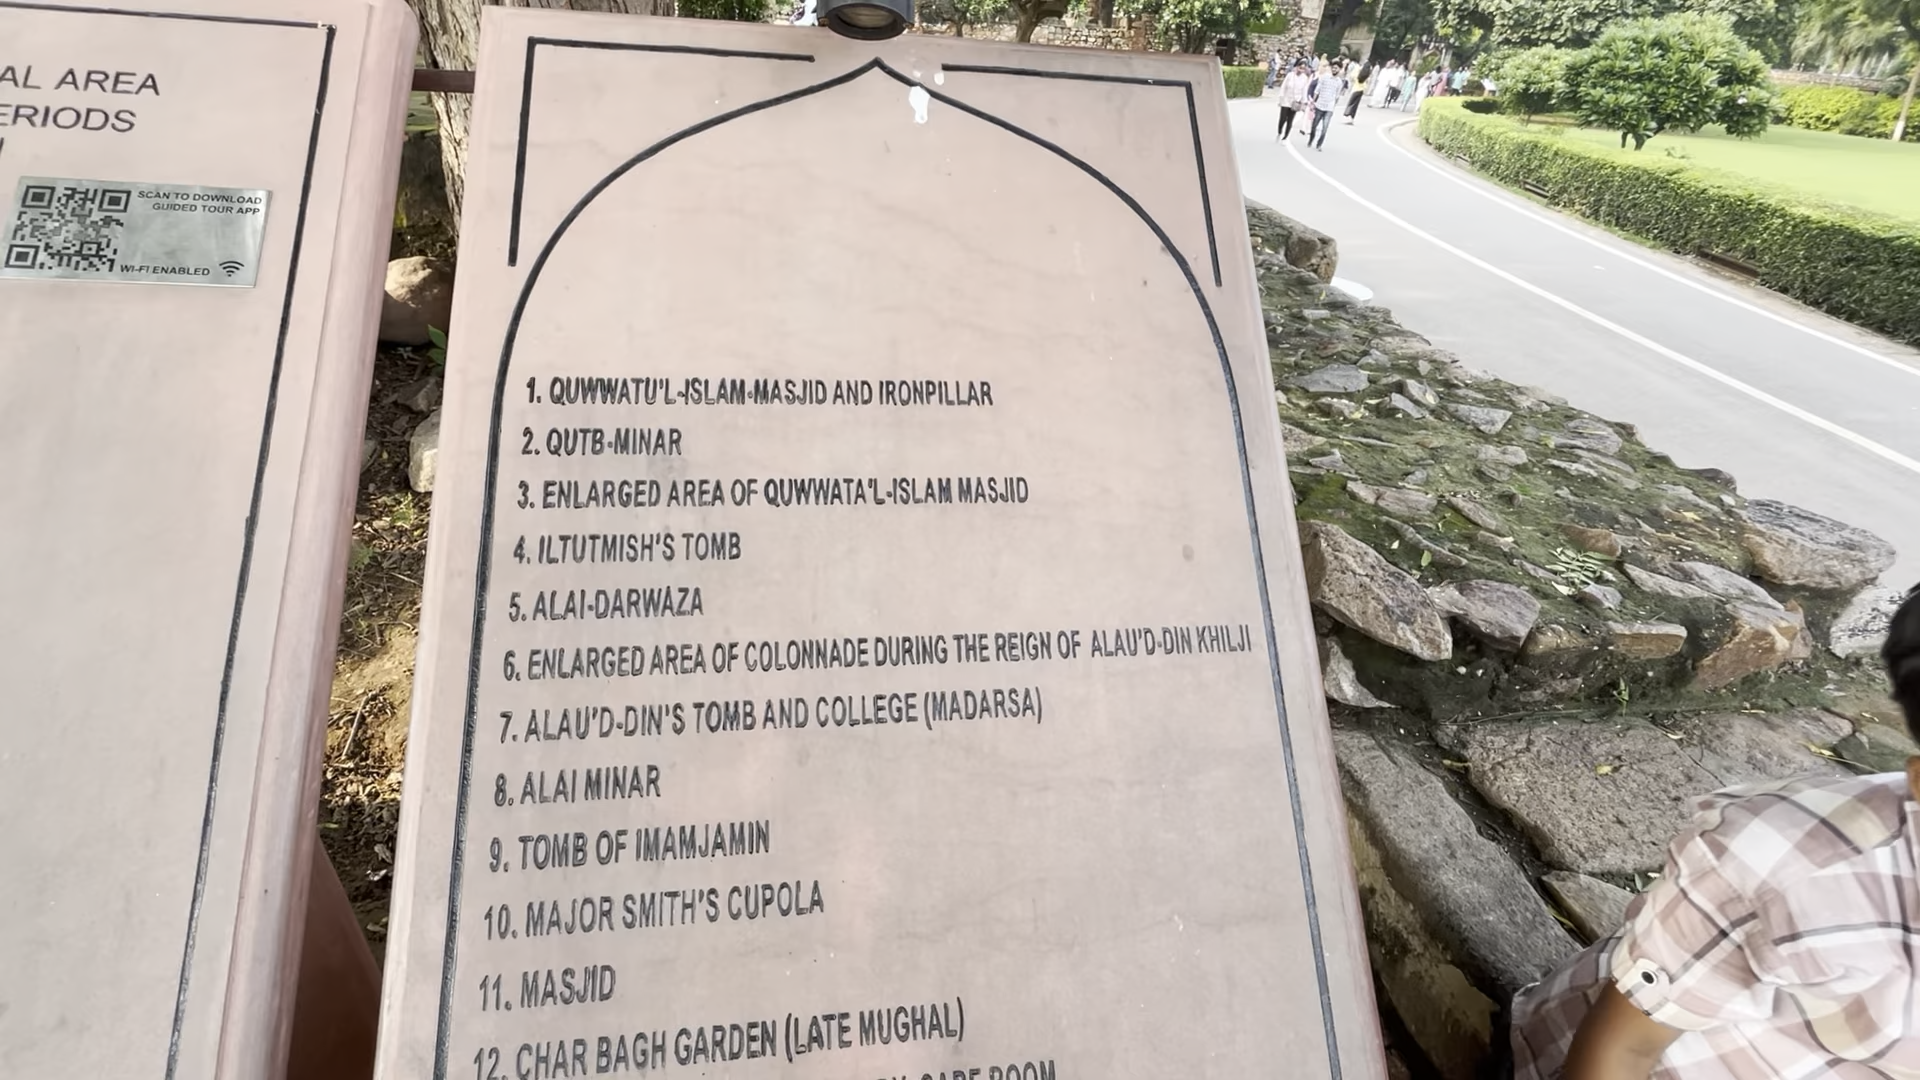 AL AREA
ERIODS
SCAN TO DOWNLOAD
GUIDED TOUR APP
WI-FI ENABLED
1. QUWWATU'L-ISLAM-MASJID AND IRONPILLAR
2. QUTB-MINAR
3. ENLARGED AREA OF QUWWATA'L-ISLAM MASJID
4. ILTUTMISH'S TOMB
5. ALAI-DARWAZA
6. ENLARGED AREA OF COLONNADE DURING THE REIGN OF ALAU'D-DIN KHILJI
7. ALAU'D-DIN'S TOMB AND COLLEGE (MADARSA)
8. ALAI MINAR
9. TOMB OF IMAMJAMIN
10. MAJOR SMITH'S CUPOLA
11. MASJID
12. CHAR BAGH GARDEN (LATE MUGHAL)
ROOM